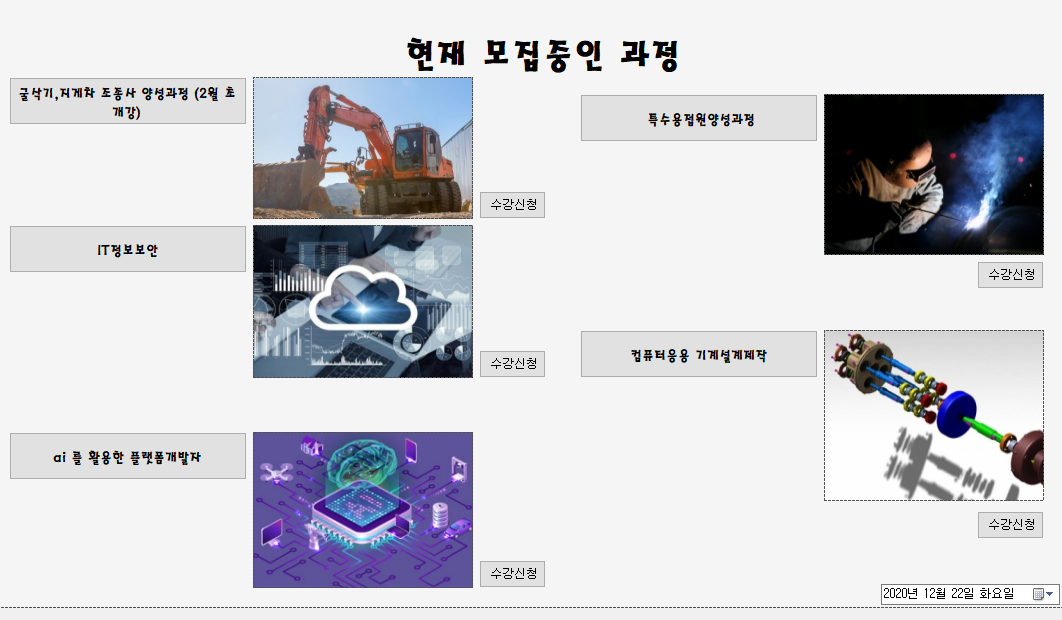 현재 모집중인 과정
굴삭기,지게차 조종사 양성과정 (2월 초
개강)
수강신청
특수용접원양성과정
수강신청
IT정보보안
수강신청
컴퓨터응용 기계설계제작
수강신청
ai 를 활용한 플랫폼개발자
AI
수강신청
2020년 12월 22일 화요일